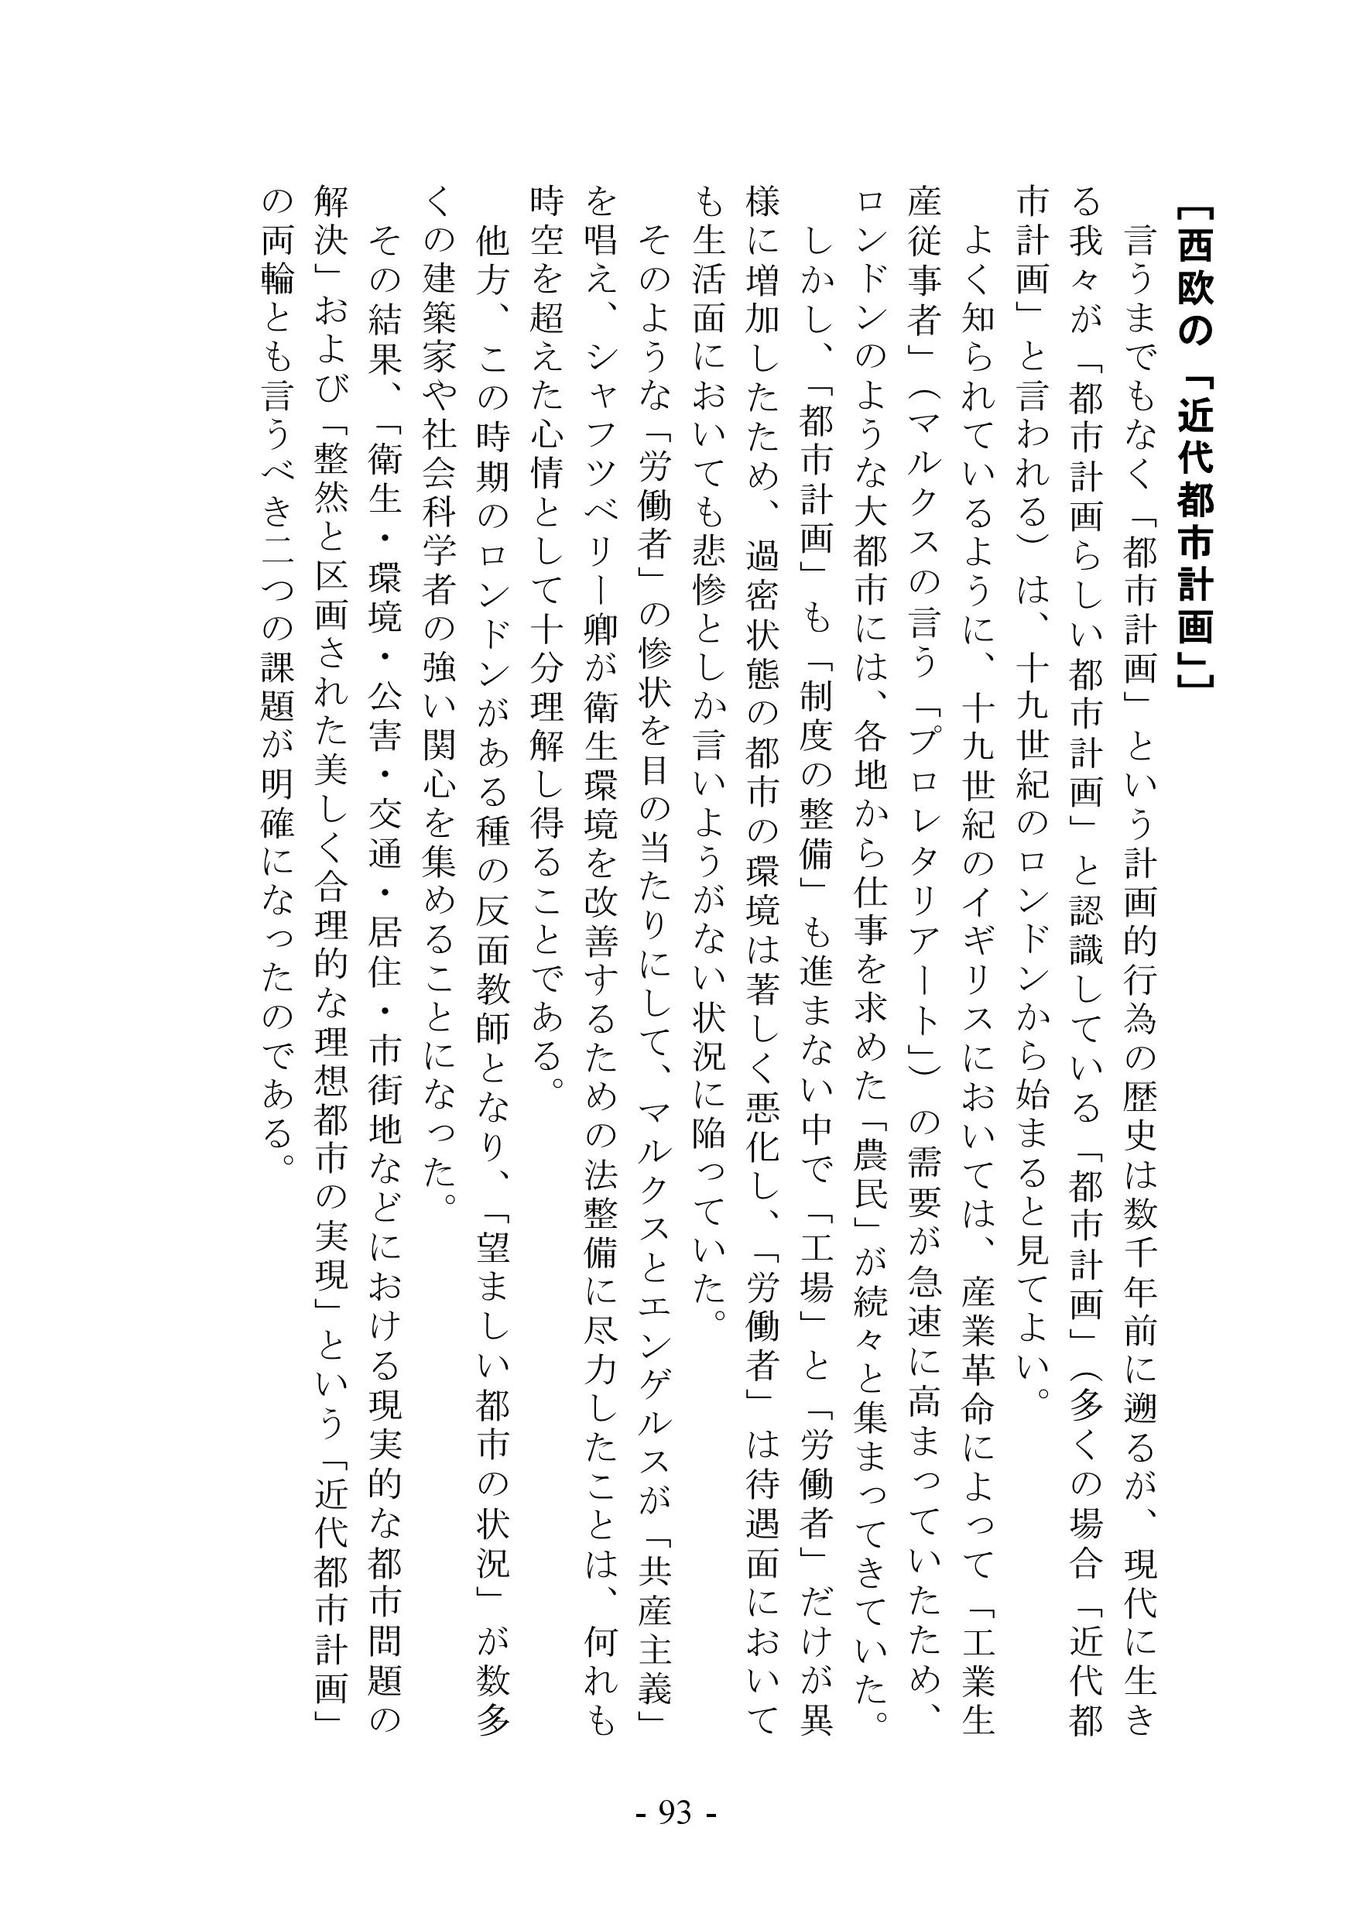 ［西欧の「近代都市計画」］
　言うまでもなく「都市計画」という計画的行為の歴史は数千年前に遡るが、現代に生き
る我々が「都市計画らしい都市計画」と認識している「都市計画」（多くの場合「近代都
市計画」と言われる）は、十九世紀のロンドンから始まると見てよい。
　よく知られているように、十九世紀のイギリスにおいては、産業革命によって「工業生
産従事者」（マルクスの言う「プロレタリアート」）の需要が急速に高まっていたため、
ロンドンのような大都市には、各地から仕事を求めた「農民」が続々と集まってきていた。
　しかし、「都市計画」も「制度の整備」も進まない中で「工場」と「労働者」だけが異
様に増加したため、過密状態の都市の環境は著しく悪化し、「労働者」は待遇面において
も生活面においても悲惨としか言いようがない状況に陥っていた。
　そのような「労働者」の惨状を目の当たりにして、マルクスとエンゲルスが「共産主義」
を唱え、シャフツベリー卿が衛生環境を改善するための法整備に尽力したことは、何れも
時空を超えた心情として十分理解し得ることである。
　他方、この時期のロンドンがある種の反面教師となり、「望ましい都市の状況」が数多
くの建築家や社会科学者の強い関心を集めることになった。
　その結果、「衛生・環境・公害・交通・居住・市街地などにおける現実的な都市問題の
解決」および「整然と区画された美しく合理的な理想都市の実現」という「近代都市計画」
の両輪とも言うべき二つの課題が明確になったのである。
- 93 -